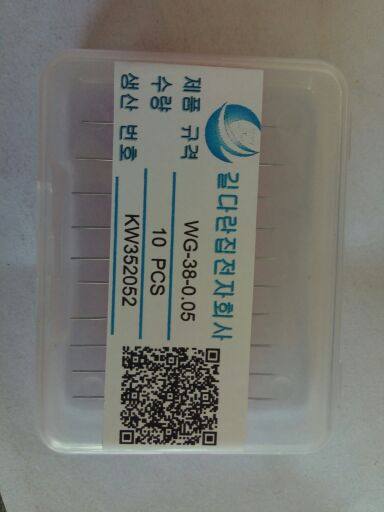 길다란집전자회사
제품 규격 WG-38-0.05
수량 10 PCS
생산 번호 KW352052